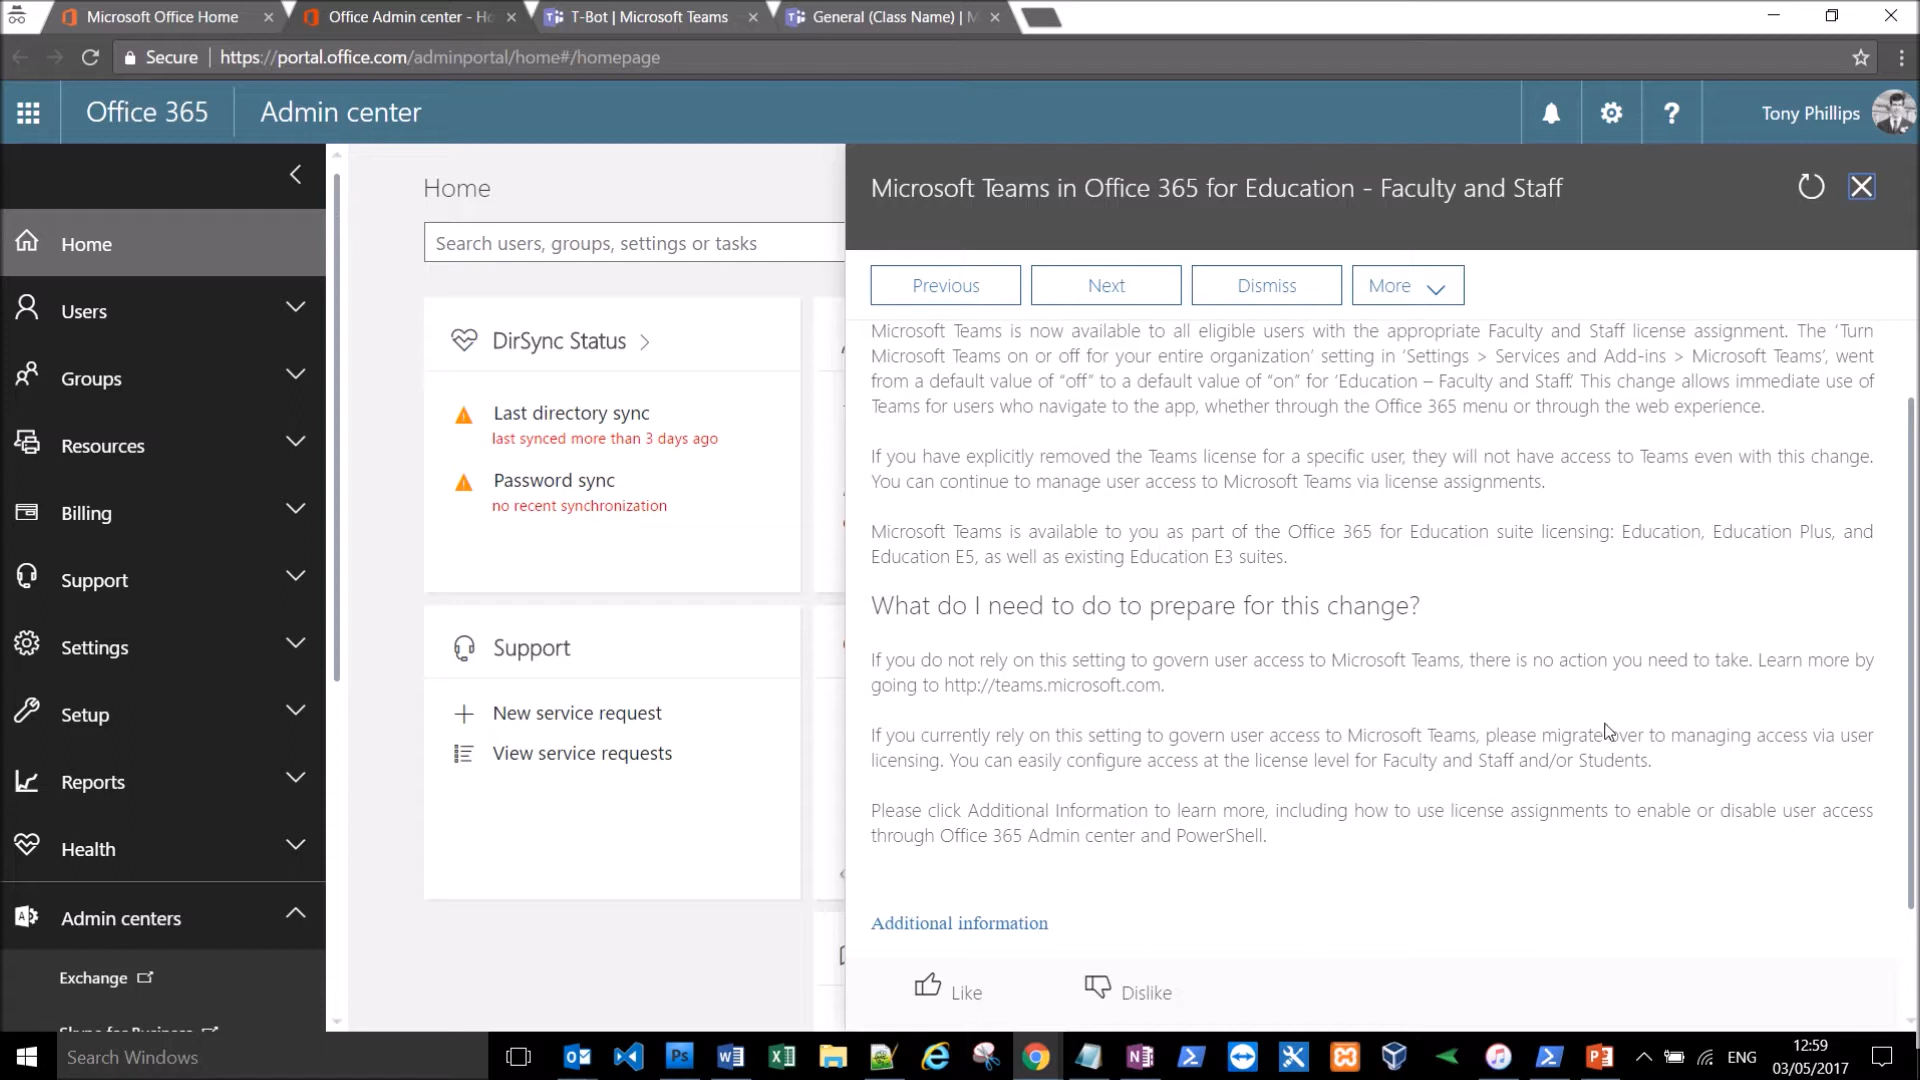 Microsoft Office Home
Office Admin center - Ho
T-Bot | Microsoft Teams
General (Class Name) | M
Secure
https://portal.office.com/adminportal/home#/homepage
Office 365
Admin center
Tony Phillips
Home
Users
Groups
Resources
Billing
Support
Settings
Setup
Reports
Health
Admin centers
Exchange
Skype for Business
Home
Search users, groups, settings or tasks
DirSync Status
Last directory sync
last synced more than 3 days ago
Password sync
no recent synchronization
Support
New service request
View service requests
Microsoft Teams in Office 365 for Education - Faculty and Staff
Previous
Next
Dismiss
More
Microsoft Teams is now available to all eligible users with the appropriate Faculty and Staff license assignment. The ‘Turn
Microsoft Teams on or off for your entire organization’ setting in ‘Settings > Services and Add-ins > Microsoft Teams’, went
from a default value of “off” to a default value of “on” for ‘Education – Faculty and Staff.’ This change allows immediate use of
Teams for users who navigate to the app, whether through the Office 365 menu or through the web experience.
If you have explicitly removed the Teams license for a specific user, they will not have access to Teams even with this change.
You can continue to manage user access to Microsoft Teams via license assignments.
Microsoft Teams is available to you as part of the Office 365 for Education suite licensing: Education, Education Plus, and
Education E5, as well as existing Education E3 suites.
What do I need to do to prepare for this change?
If you do not rely on this setting to govern user access to Microsoft Teams, there is no action you need to take. Learn more by
going to http://teams.microsoft.com.
If you currently rely on this setting to govern user access to Microsoft Teams, please migrate over to managing access via user
licensing. You can easily configure access at the license level for Faculty and Staff and/or Students.
Please click Additional Information to learn more, including how to use license assignments to enable or disable user access
through Office 365 Admin center and PowerShell.
Additional information
Like
Dislike
Search Windows
ENG
12:59
03/05/2017